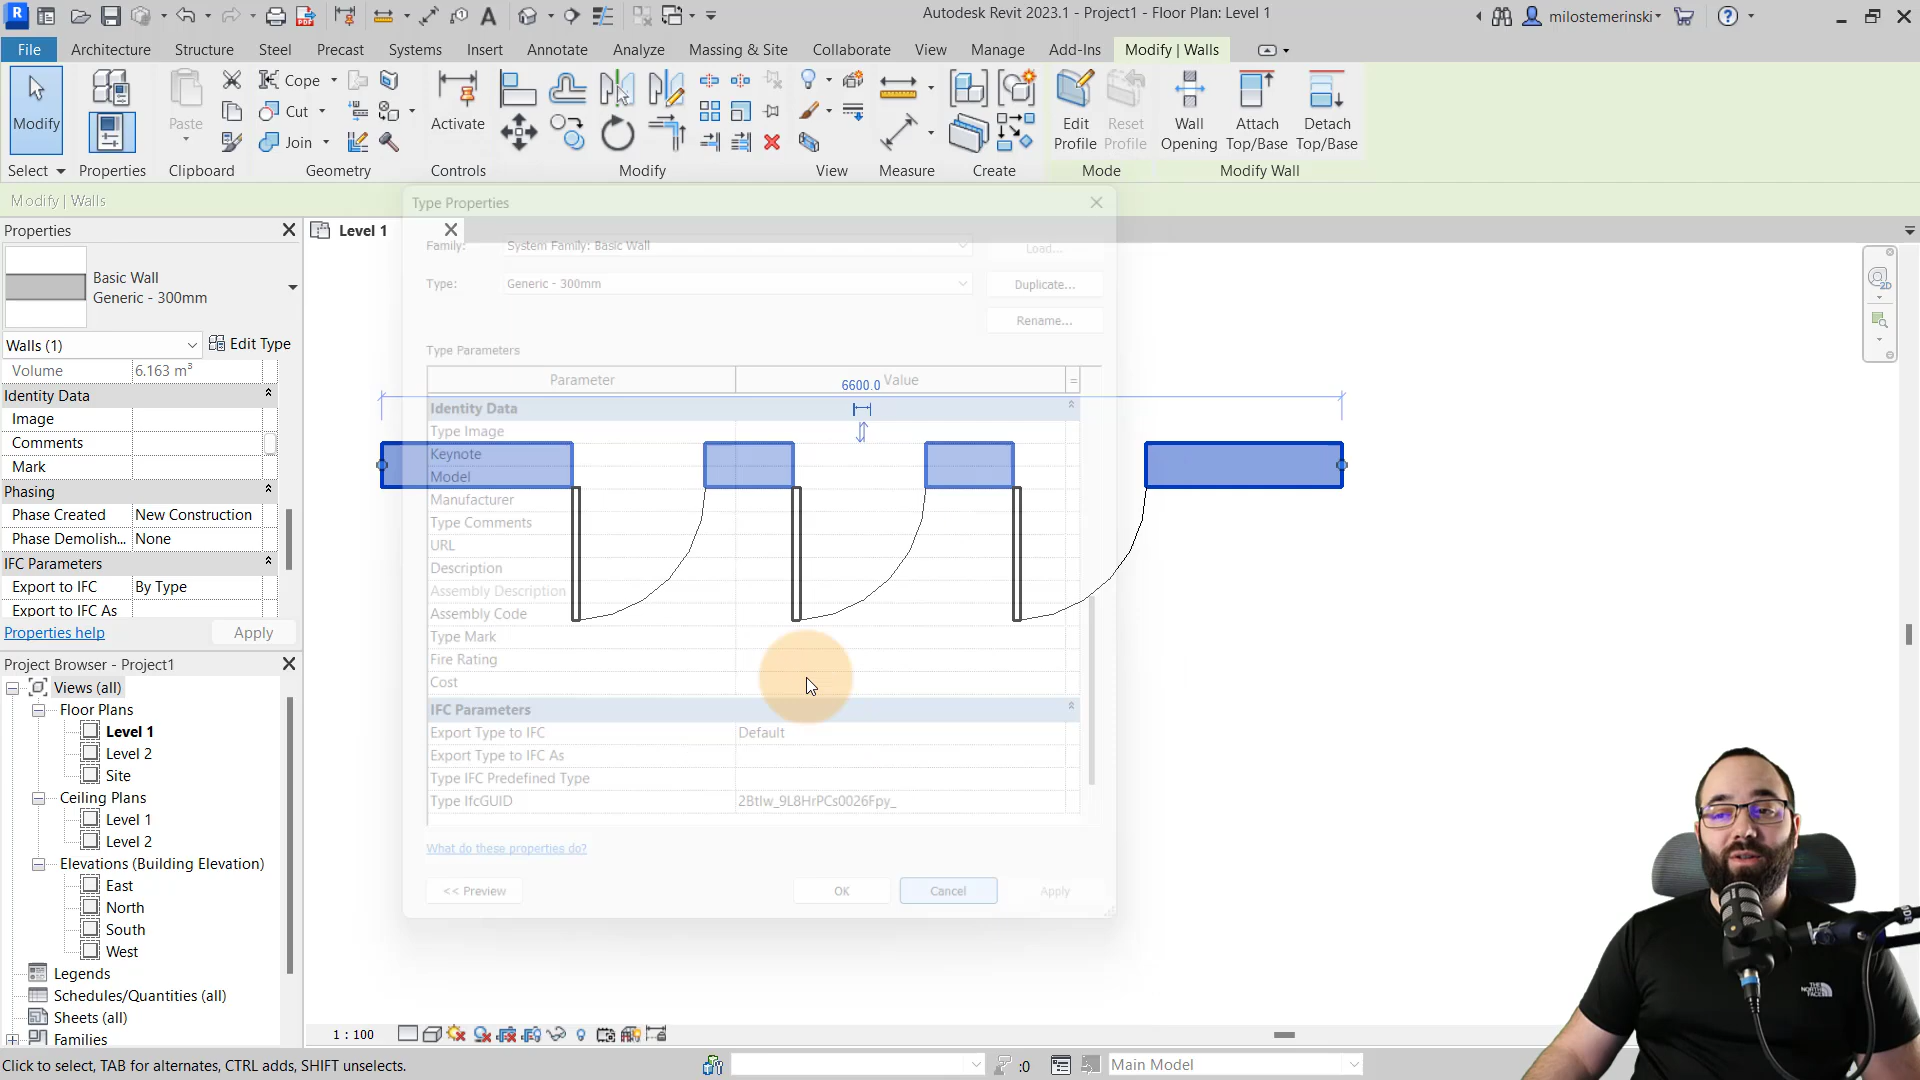 Autodesk Revit 2023.1 - Project1 - Floor Plan: Level 1
milostemerinski
File
Architecture
Structure
Steel
Precast
Systems
Insert
Annotate
Analyze
Massing & Site
Collaborate
View
Manage
Add-Ins
Modify | Walls
Modify
Paste
Cope
Cut
Join
Activate
Edit
Profile
Reset
Profile
Wall
Opening
Attach
Top/Base
Detach
Top/Base
Select
Properties
Clipboard
Geometry
Controls
Modify
View
Measure
Create
Mode
Modify Wall
Modify | Walls
Properties
Basic Wall
Generic - 300mm
Walls (1)
Edit Type
Volume 6.163 m³
Identity Data
Image
Comments
Mark
Phasing
Phase Created New Construction
Phase Demolish... None
IFC Parameters
Export to IFC By Type
Export to IFC As
Properties help
Apply
Project Browser - Project1
Views (all)
Floor Plans
Level 1
Level 2
Site
Ceiling Plans
Level 1
Level 2
Elevations (Building Elevation)
East
North
South
West
Legends
Schedules/Quantities (all)
Sheets (all)
Families
Level 1
Type Properties
Family: System Family: Basic Wall
Load...
Type: Generic - 300mm
Duplicate...
Rename...
Type Parameters
Parameter Value =
6600.0
Identity Data
Type Image
Keynote
Model
Manufacturer
Type Comments
URL
Description
Assembly Description
Assembly Code
Type Mark
Fire Rating
Cost
IFC Parameters
Export Type to IFC Default
Export Type to IFC As
Type IFC Predefined Type
Type IfcGUID 2Btlw_9L8HrPCs0026Fpy_
What do these properties do?
<< Preview
OK
Cancel
Apply
2D
1 : 100
Click to select, TAB for alternates, CTRL adds, SHIFT unselects.
:0
Main Model
THE
NORTH
FACE